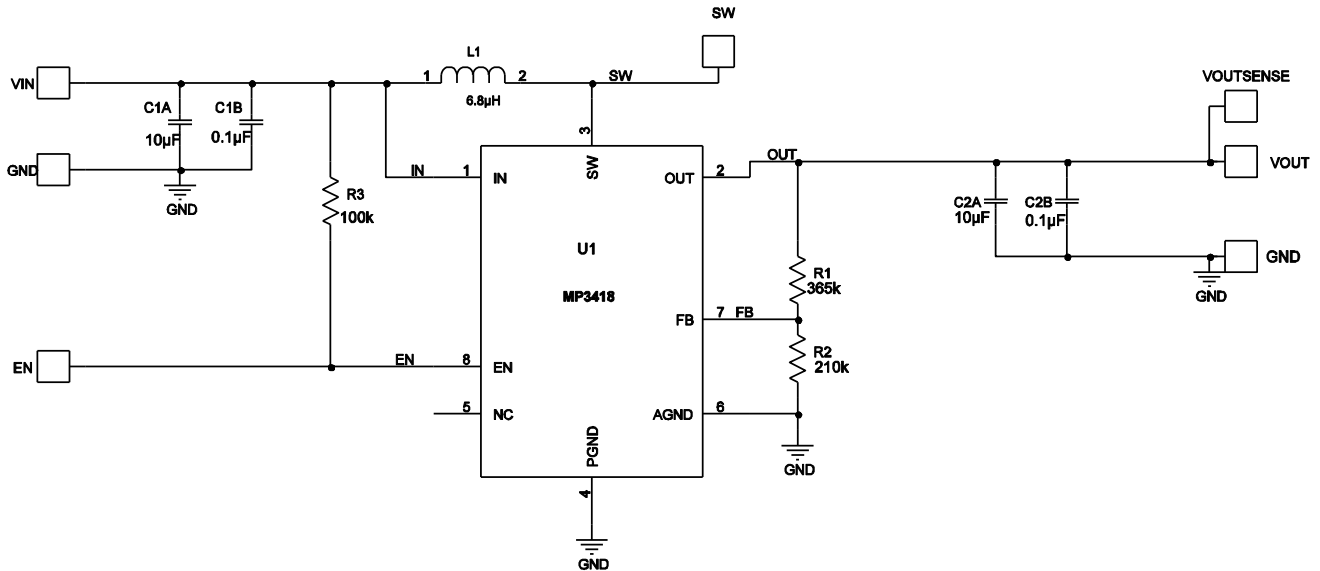 SW
L1
VIN
1
2
SW
VOUTSENSE
C1A
C1B
10µF
0.1µF
6.8µH
3
GND
GND
IN
1
IN
SW
OUT
2
OUT
VOUT
R3
100k
C2A
10µF
C2B
0.1µF
U1
MP3418
R1
365k
GND
GND
FB
7
FB
R2
210k
EN
EN
8
EN
5
NC
AGND
6
PGND
4
GND
GND